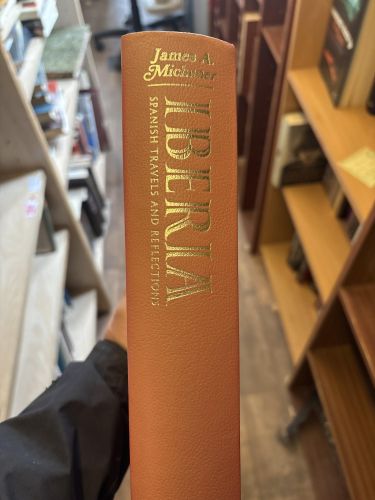 James A.
Michener
IBERIA
SPANISH TRAVELS AND REFLECTIONS